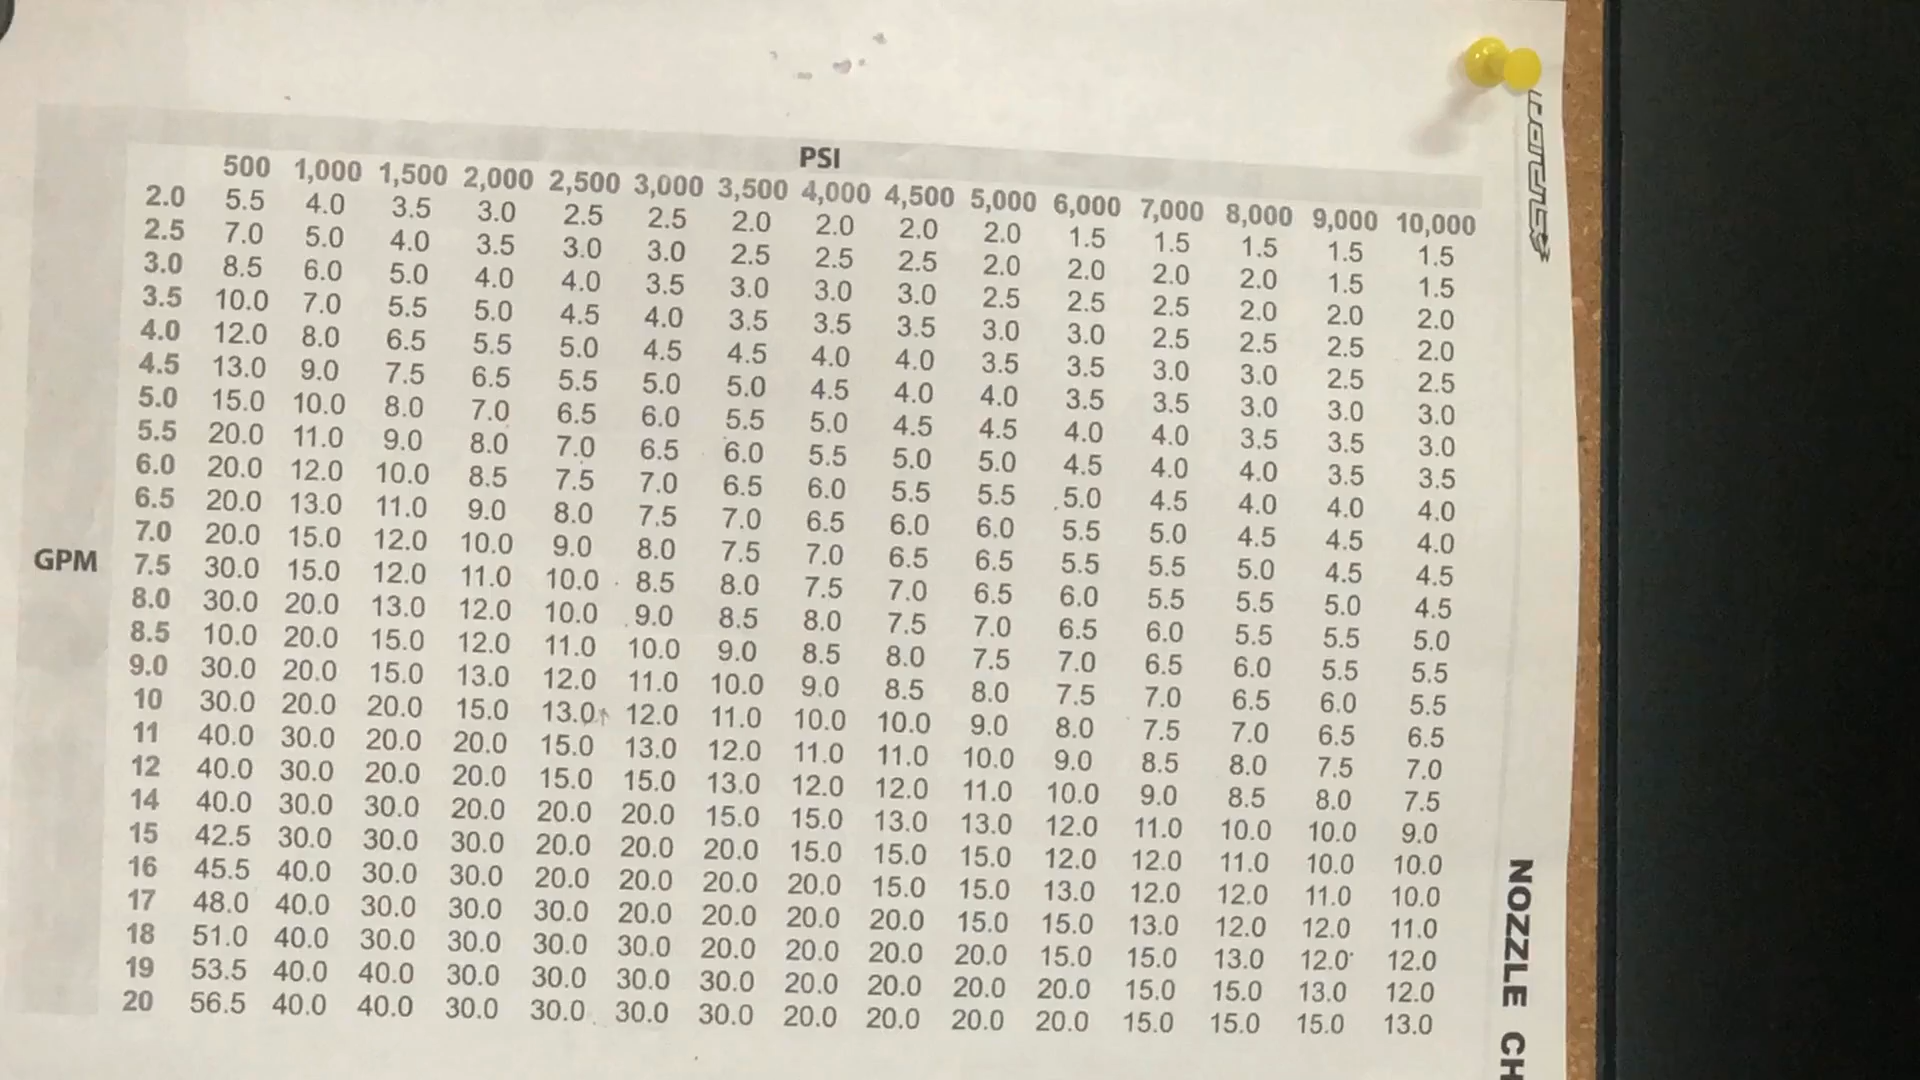 PSI
500 1,000 1,500 2,000 2,500 3,000 3,500 4,000 4,500 5,000 6,000 7,000 8,000 9,000 10,000
2.0 5.5 4.0 3.5 3.0 2.5 2.5 2.0 2.0 2.0 2.0 1.5 1.5 1.5 1.5 1.5
2.5 7.0 5.0 4.0 3.5 3.0 3.0 2.5 2.5 2.5 2.0 2.0 2.0 2.0 1.5 1.5
3.0 8.5 6.0 5.0 4.0 4.0 3.5 3.0 3.0 3.0 2.5 2.5 2.5 2.0 2.0 2.0
3.5 10.0 7.0 5.5 5.0 4.5 4.0 3.5 3.5 3.5 3.0 3.0 2.5 2.5 2.5 2.0
4.0 12.0 8.0 6.5 5.5 5.0 4.5 4.5 4.0 4.0 3.5 3.5 3.0 3.0 2.5 2.5
4.5 13.0 9.0 7.5 6.5 5.5 5.0 5.0 4.5 4.0 4.0 3.5 3.5 3.0 3.0 3.0
5.0 15.0 10.0 8.0 7.0 6.5 6.0 5.5 5.0 4.5 4.5 4.0 4.0 3.5 3.5 3.0
5.5 20.0 11.0 9.0 8.0 7.0 6.5 6.0 5.5 5.0 5.0 4.5 4.0 4.0 3.5 3.5
6.0 20.0 12.0 10.0 8.5 7.5 7.0 6.5 6.0 5.5 5.5 5.0 4.5 4.0 4.0 4.0
6.5 20.0 13.0 11.0 9.0 8.0 7.5 7.0 6.5 6.0 6.0 5.5 5.0 4.5 4.5 4.0
7.0 20.0 15.0 12.0 10.0 9.0 8.0 7.5 7.0 6.5 6.5 5.5 5.5 5.0 4.5 4.5
GPM 7.5 30.0 15.0 12.0 11.0 10.0 8.5 8.0 7.5 7.0 6.5 6.0 5.5 5.5 5.0 4.5
8.0 30.0 20.0 13.0 12.0 10.0 9.0 8.5 8.0 7.5 7.0 6.5 6.0 5.5 5.5 5.0
8.5 10.0 20.0 15.0 12.0 11.0 10.0 9.0 8.5 8.0 7.5 7.0 6.5 6.0 5.5 5.5
9.0 30.0 20.0 15.0 13.0 12.0 11.0 10.0 9.0 8.5 8.0 7.5 7.0 6.5 6.0 5.5
10 30.0 20.0 20.0 15.0 13.0 12.0 11.0 10.0 10.0 9.0 8.0 7.5 7.0 6.5 6.5
11 40.0 30.0 20.0 20.0 15.0 13.0 12.0 11.0 11.0 10.0 9.0 8.5 8.0 7.5 7.0
12 40.0 30.0 20.0 20.0 15.0 15.0 13.0 12.0 12.0 11.0 10.0 9.0 8.5 8.0 7.5
14 40.0 30.0 30.0 20.0 20.0 20.0 15.0 15.0 13.0 13.0 12.0 11.0 10.0 10.0 9.0
15 42.5 30.0 30.0 30.0 20.0 20.0 20.0 15.0 15.0 15.0 12.0 12.0 11.0 10.0 10.0
16 45.5 40.0 30.0 30.0 20.0 20.0 20.0 20.0 15.0 15.0 13.0 12.0 12.0 11.0 10.0
17 48.0 40.0 30.0 30.0 30.0 20.0 20.0 20.0 20.0 15.0 15.0 13.0 12.0 12.0 11.0
18 51.0 40.0 30.0 30.0 30.0 30.0 20.0 20.0 20.0 20.0 15.0 15.0 13.0 12.0 12.0
19 53.5 40.0 40.0 30.0 30.0 30.0 30.0 20.0 20.0 20.0 20.0 15.0 15.0 13.0 12.0
20 56.5 40.0 40.0 30.0 30.0 30.0 30.0 20.0 20.0 20.0 20.0 15.0 15.0 15.0 13.0
NOZZLE